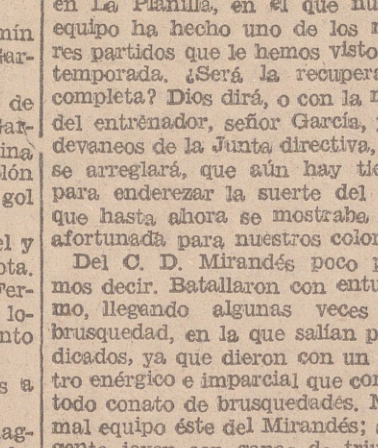 mín
Gar-
de
Gar-
ina
lón
gol
el y
ota.
Fer-
lo-
nto
s a
ag-
en La Planilla, en el que nu
equipo ha hecho uno de los
res partidos que le hemos visto
temporada. ¿Será la recupera
completa? Dios dirá, o con la
del entrenador, señor García,
devaneos de la Junta directiva,
se arreglará, que aún hay tie
para enderezar la suerte del
que hasta ahora se mostraba
afortunada para nuestros color
Del C. D. Mirandés poco p
mos decir. Batallaron con entu
mo, llegando algunas veces
brusquedad, en la que salían p
dicados, ya que dieron con un
tro enérgico e imparcial que cor
todo conato de brusquedades. N
mal equipo éste del Mirandés;